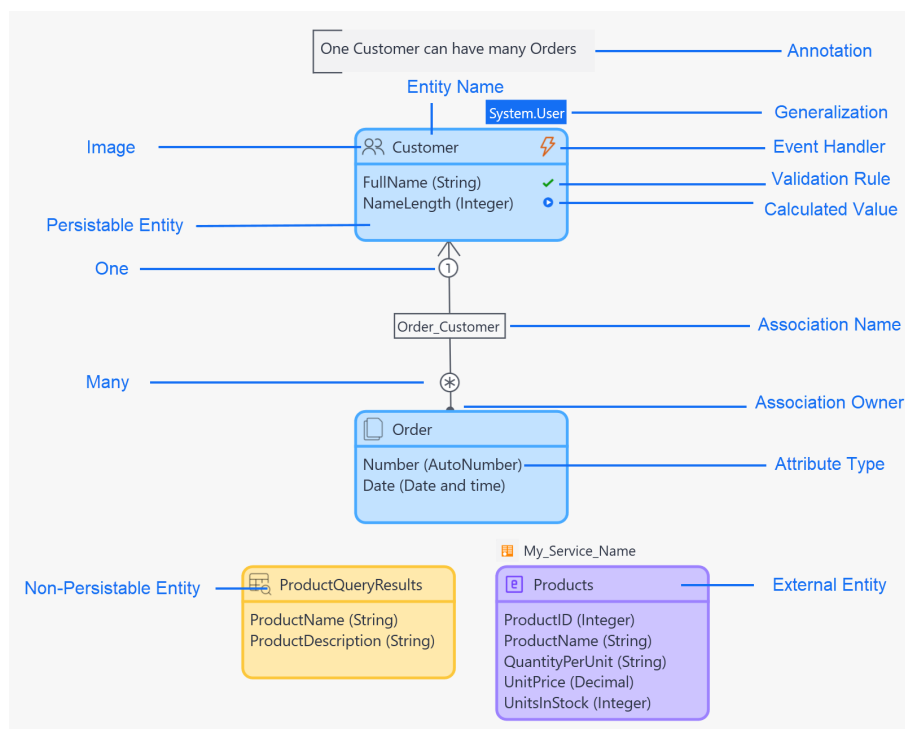 One Customer can have many Orders
Annotation
Entity Name
System.User
Generalization
Image
Customer
Event Handler
FullName (String)
Validation Rule
NameLength (Integer)
Calculated Value
Persistable Entity
One
1
Order_Customer
Association Name
Many
*
Association Owner
Order
Number (AutoNumber)
Attribute Type
Date (Date and time)
My_Service_Name
Non-Persistable Entity
ProductQueryResults
e
Products
External Entity
ProductName (String)
ProductDescription (String)
ProductID (Integer)
ProductName (String)
QuantityPerUnit (String)
UnitPrice (Decimal)
UnitsInStock (Integer)